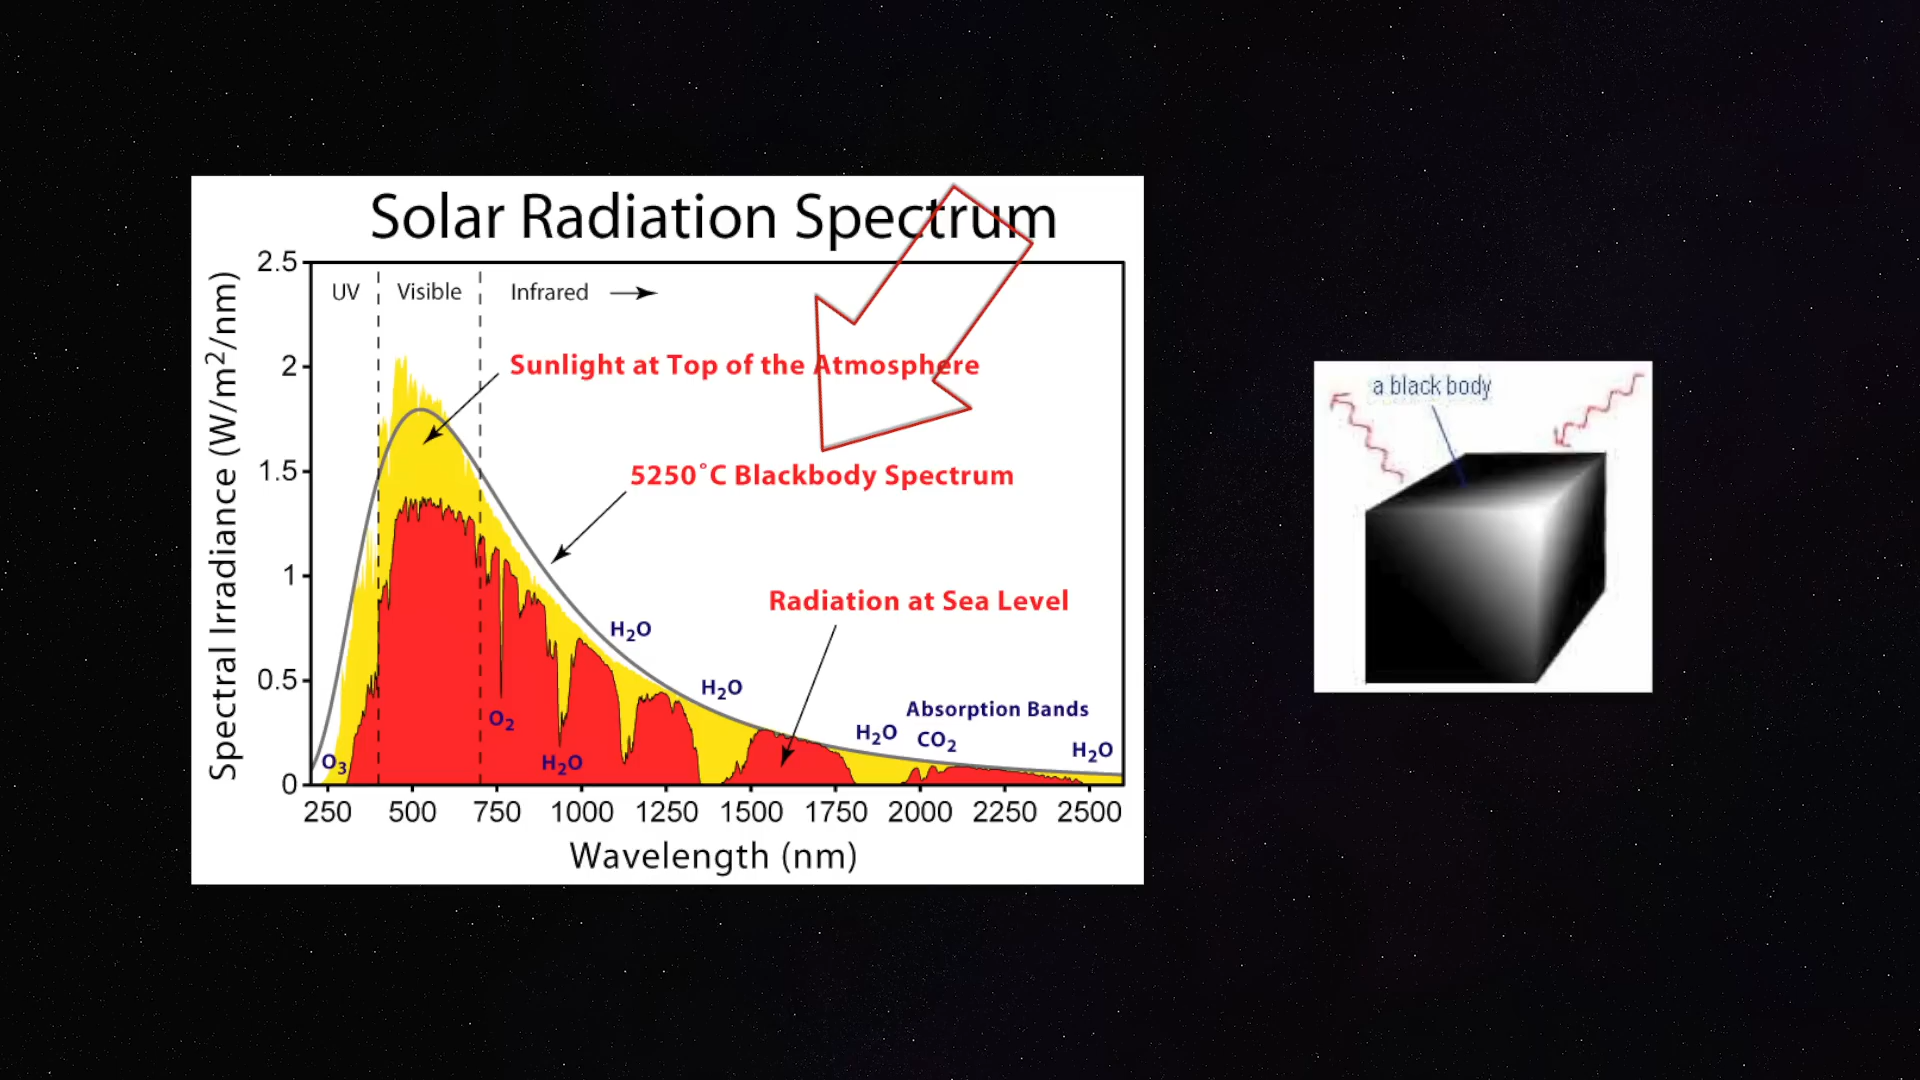 Solar Radiation Spectrum
Spectral Irradiance (W/m²/nm)
2.5
2
1.5
1
0.5
0
UV
Visible
Infrared
Sunlight at Top of the Atmosphere
5250°C Blackbody Spectrum
Radiation at Sea Level
H₂O
H₂O
Absorption Bands
H₂O
CO₂
H₂O
O₂
H₂O
O₃
250 500 750 1000 1250 1500 1750 2000 2250 2500
Wavelength (nm)
a black body